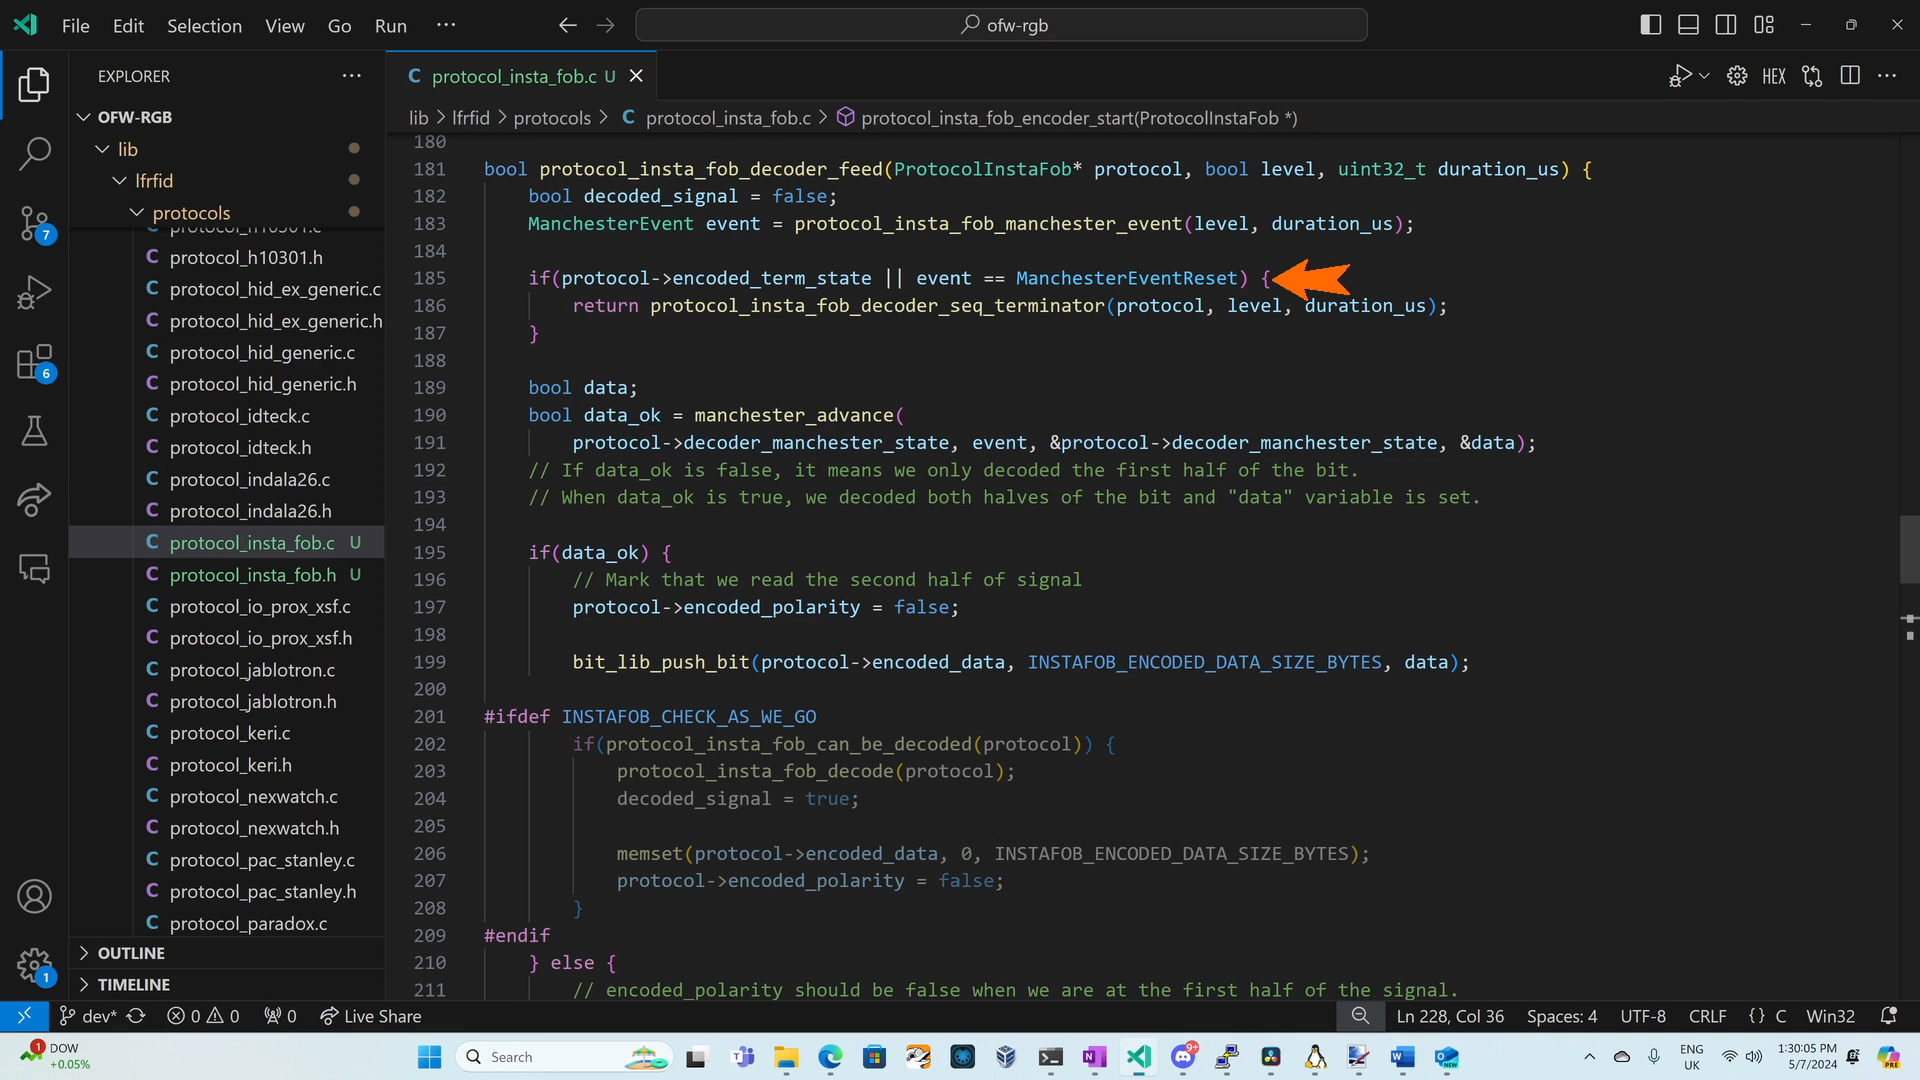 File Edit Selection View Go Run ···
ofw-rgb
EXPLORER
protocol_insta_fob.c U
HEX
OFW-RGB
lib > lfrfid > protocols > C protocol_insta_fob.c > protocol_insta_fob_encoder_start(ProtocolInstaFob *)
lib
lfrfid
protocols
C protocol_h10301.h
C protocol_hid_ex_generic.c
C protocol_hid_ex_generic.h
C protocol_hid_generic.c
C protocol_hid_generic.h
C protocol_idteck.c
C protocol_idteck.h
C protocol_indala26.c
C protocol_indala26.h
C protocol_insta_fob.c U
C protocol_insta_fob.h U
C protocol_io_prox_xsf.c
C protocol_io_prox_xsf.h
C protocol_jablotron.c
C protocol_jablotron.h
C protocol_keri.c
C protocol_keri.h
C protocol_nexwatch.c
C protocol_nexwatch.h
C protocol_pac_stanley.c
C protocol_pac_stanley.h
C protocol_paradox.c
OUTLINE
TIMELINE
7
6
1
180
181 bool protocol_insta_fob_decoder_feed(ProtocolInstaFob* protocol, bool level, uint32_t duration_us) {
182 bool decoded_signal = false;
183 ManchesterEvent event = protocol_insta_fob_manchester_event(level, duration_us);
184
185 if(protocol->encoded_term_state || event == ManchesterEventReset) {
186 return protocol_insta_fob_decoder_seq_terminator(protocol, level, duration_us);
187 }
188
189 bool data;
190 bool data_ok = manchester_advance(
191 protocol->decoder_manchester_state, event, &protocol->decoder_manchester_state, &data);
192 // If data_ok is false, it means we only decoded the first half of the bit.
193 // When data_ok is true, we decoded both halves of the bit and "data" variable is set.
194
195 if(data_ok) {
196 // Mark that we read the second half of signal
197 protocol->encoded_polarity = false;
198
199 bit_lib_push_bit(protocol->encoded_data, INSTAFOB_ENCODED_DATA_SIZE_BYTES, data);
200
201 #ifdef INSTAFOB_CHECK_AS_WE_GO
202 if(protocol_insta_fob_can_be_decoded(protocol)) {
203 protocol_insta_fob_decode(protocol);
204 decoded_signal = true;
205
206 memset(protocol->encoded_data, 0, INSTAFOB_ENCODED_DATA_SIZE_BYTES);
207 protocol->encoded_polarity = false;
208 }
209 #endif
210 } else {
211 // encoded_polarity should be false when we are at the first half of the signal.
dev* 0 0 0 Live Share Ln 228, Col 36 Spaces: 4 UTF-8 CRLF {} C Win32
1 DOW
+0.05%
Search
9+
NEW
ENG
UK
1:30:05 PM
5/7/2024
PRE